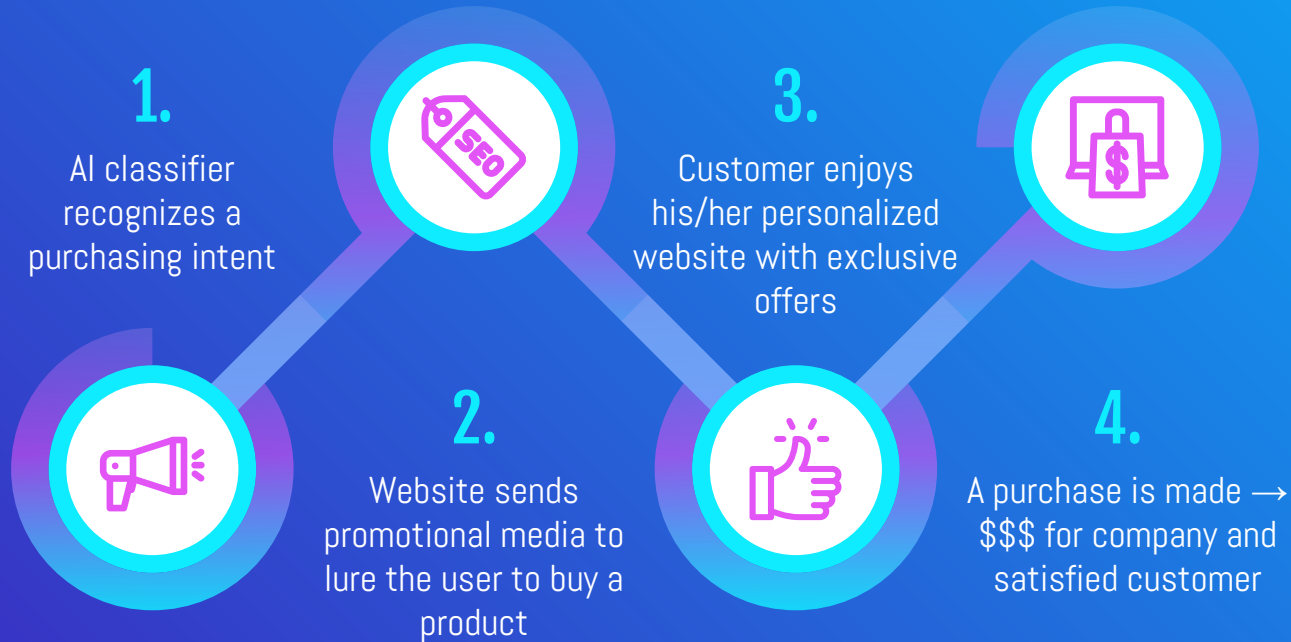 1.
AI classifier
recognizes a
purchasing intent
SEO
2.
Website sends
promotional media to
lure the user to buy a
product
3.
Customer enjoys
his/her personalized
website with exclusive
offers
$
4.
A purchase is made →
$$$ for company and
satisfied customer